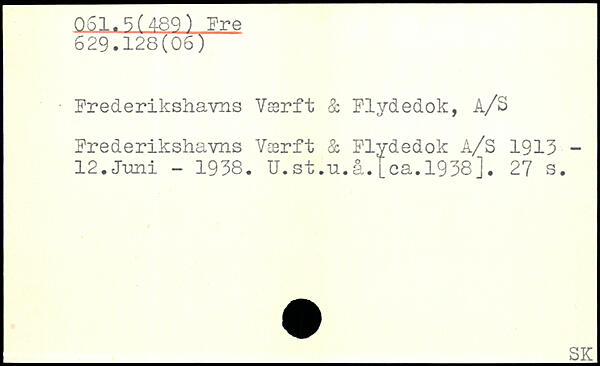 061.5(489) Fre
629.128(06)
Frederikshavns Værft & Flydedok, A/S
Frederikshavns Værft & Flydedok A/S 1913 -
12.Juni - 1938. U.st.u.å.[ca.1938]. 27 s.
SK